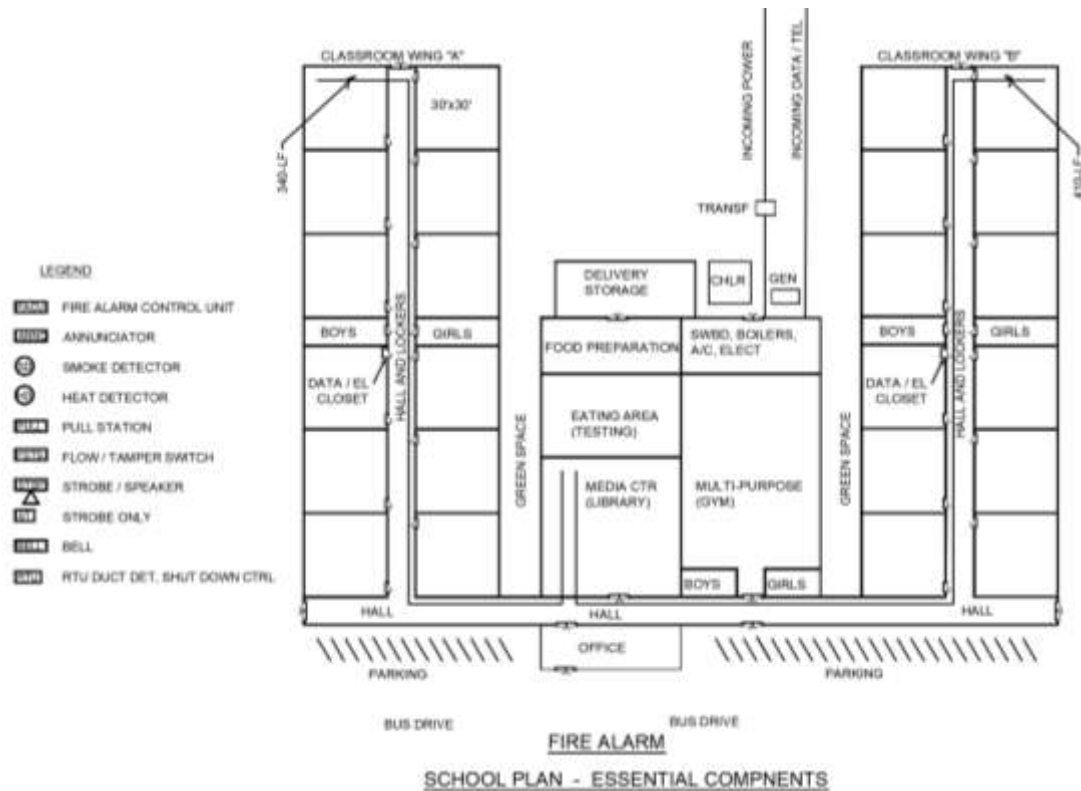 CLASSROOM WING "A"
INCOMING POWER
INCOMING DATA / TEL
CLASSROOM WING "B"
30'x30'
340-LF
TRANSF
LEGEND
FIRE ALARM CONTROL UNIT
ANNUNCIATOR
SMOKE DETECTOR
HEAT DETECTOR
PULL STATION
FLOW / TAMPER SWITCH
STROBE / SPEAKER
STROBE ONLY
BELL
RTU DUCT DET, SHUT DOWN CTRL
BOYS
GIRLS
DATA / EL
CLOSET
HALL AND LOCKERS
GREEN SPACE
DELIVERY
STORAGE
CHLR
GEN
FOOD PREPARATION
SWBD, BOILERS,
A/C, ELECT
EATING AREA
(TESTING)
MEDIA CTR
(LIBRARY)
MULTI-PURPOSE
(GYM)
BOYS
GIRLS
GREEN SPACE
BOYS
GIRLS
DATA / EL
CLOSET
HALL AND LOCKERS
HALL
HALL
HALL
OFFICE
PARKING
PARKING
BUS DRIVE
BUS DRIVE
FIRE ALARM
SCHOOL PLAN - ESSENTIAL COMPNENTS